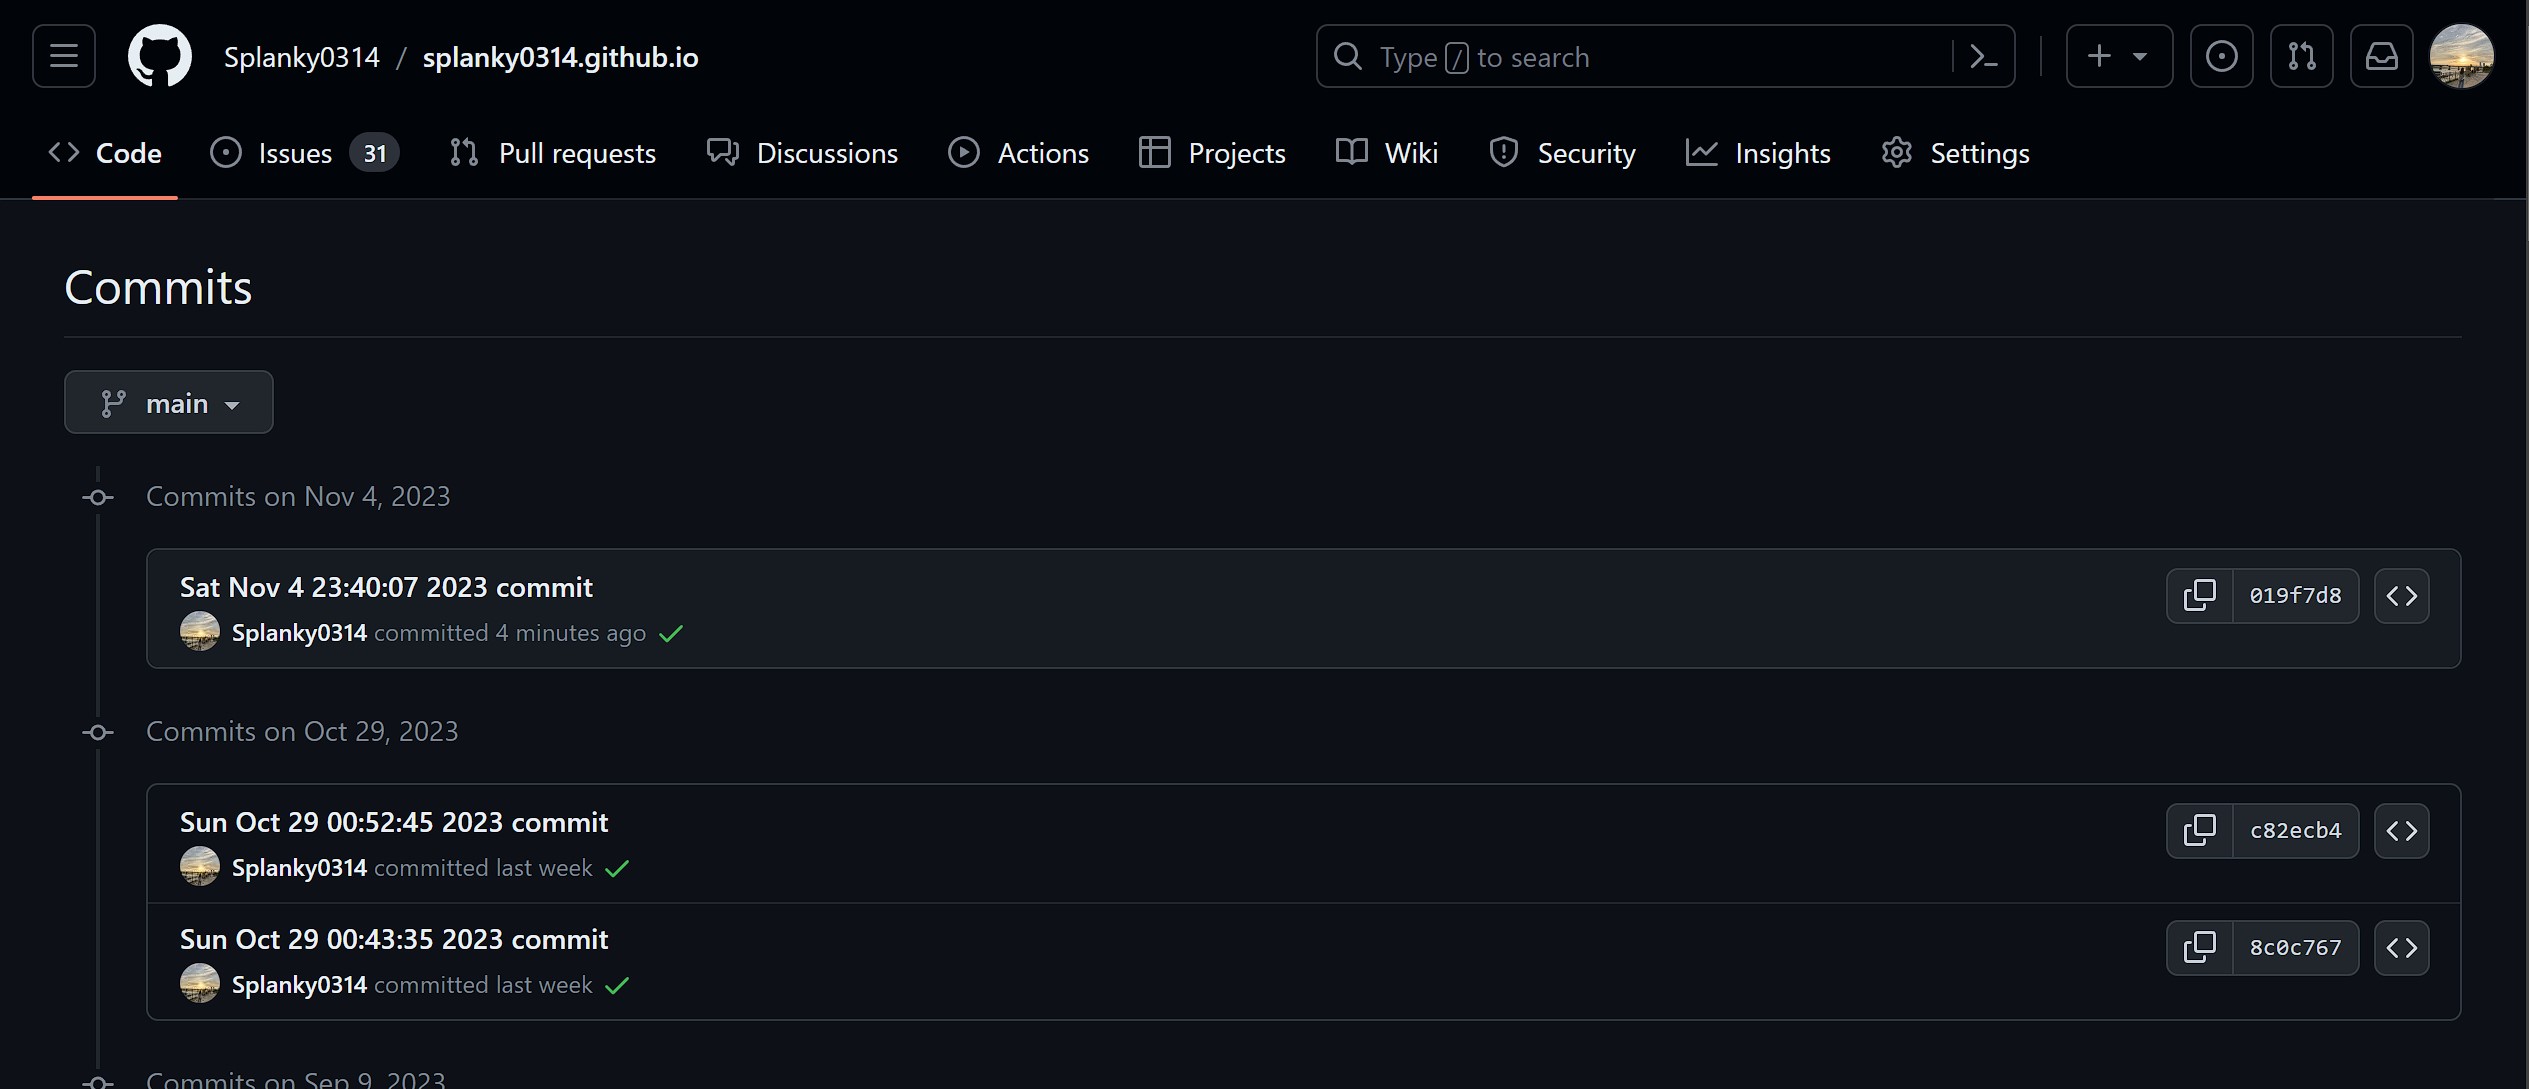 Splanky0314 / splanky0314.github.io
Type / to search
Code
Issues 31
Pull requests
Discussions
Actions
Projects
Wiki
Security
Insights
Settings
Commits
main
Commits on Nov 4, 2023
Sat Nov 4 23:40:07 2023 commit
019f7d8
Splanky0314 committed 4 minutes ago
Commits on Oct 29, 2023
Sun Oct 29 00:52:45 2023 commit
c82ecb4
Splanky0314 committed last week
Sun Oct 29 00:43:35 2023 commit
8c0c767
Splanky0314 committed last week
Commits on Sep 9, 2023